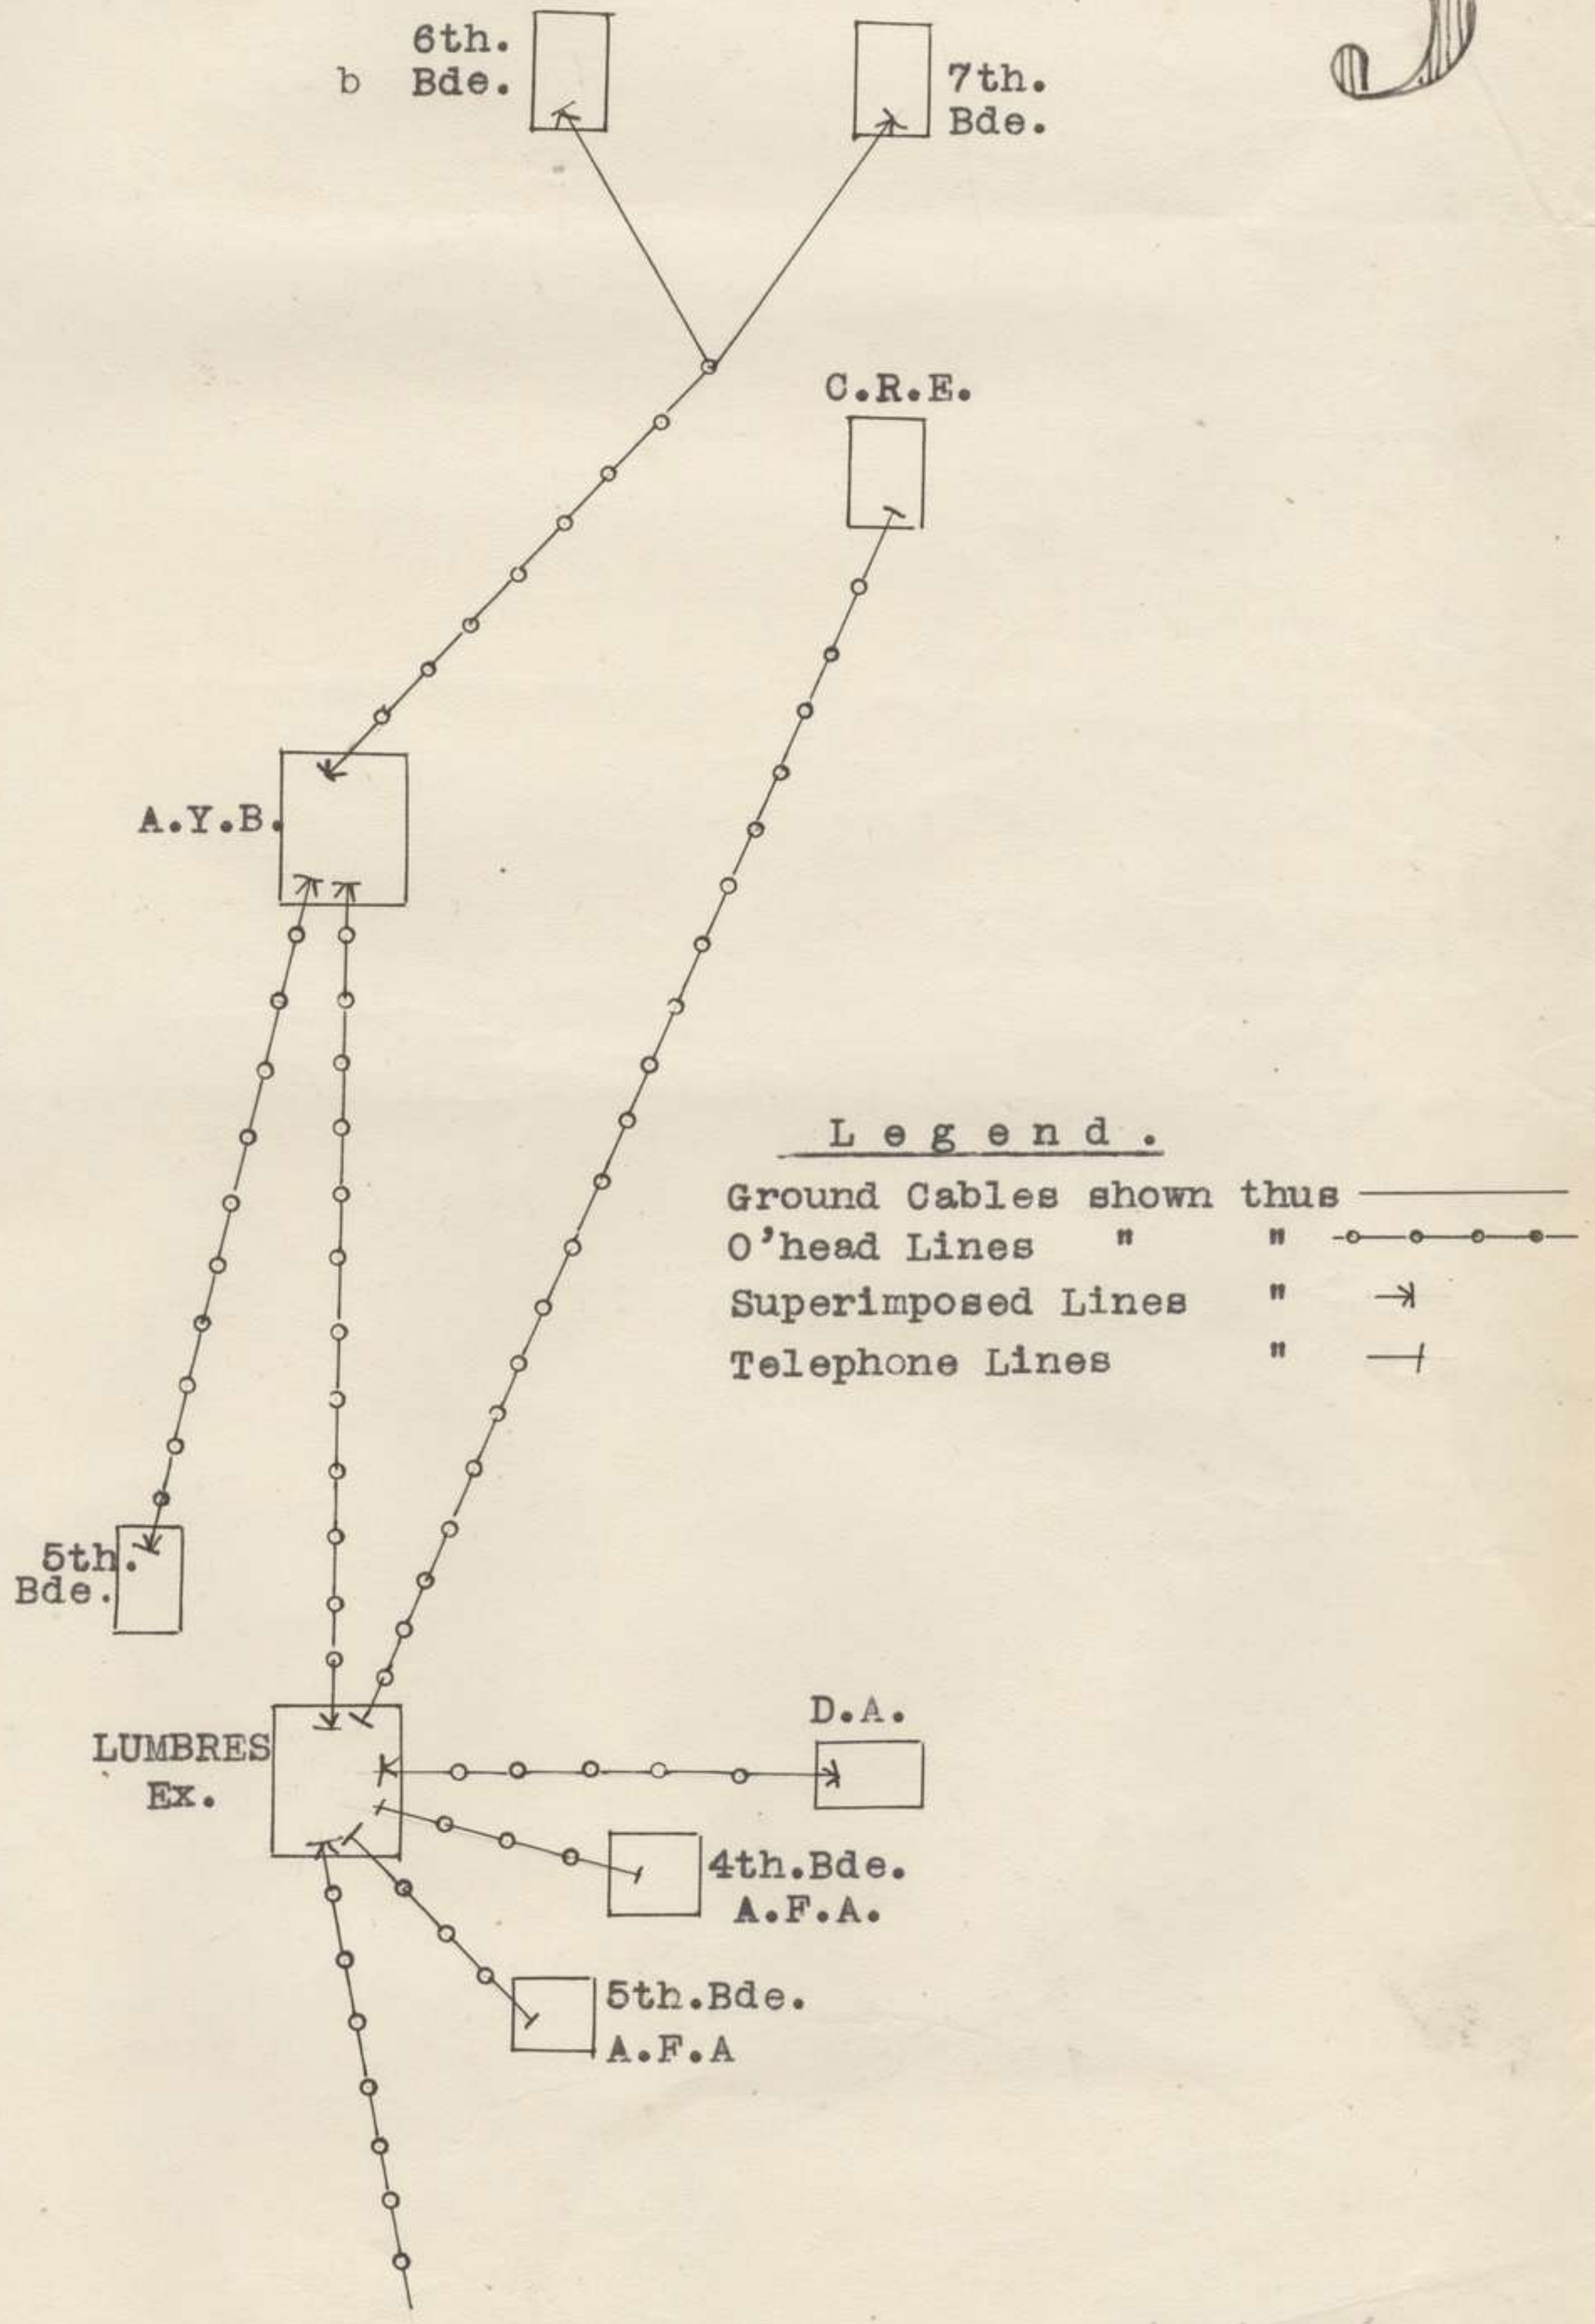 6th.
b Bde.
7th.
Bde.
C.R.E.
A.Y.B.
Legend.
Ground Cables shown thus
O'head Lines " "
Superimposed Lines "
Telephone Lines "
5th.
Bde.
D.A.
LUMBRES
Ex.
4th.Bde.
A.F.A.
5th.Bde.
A.F.A